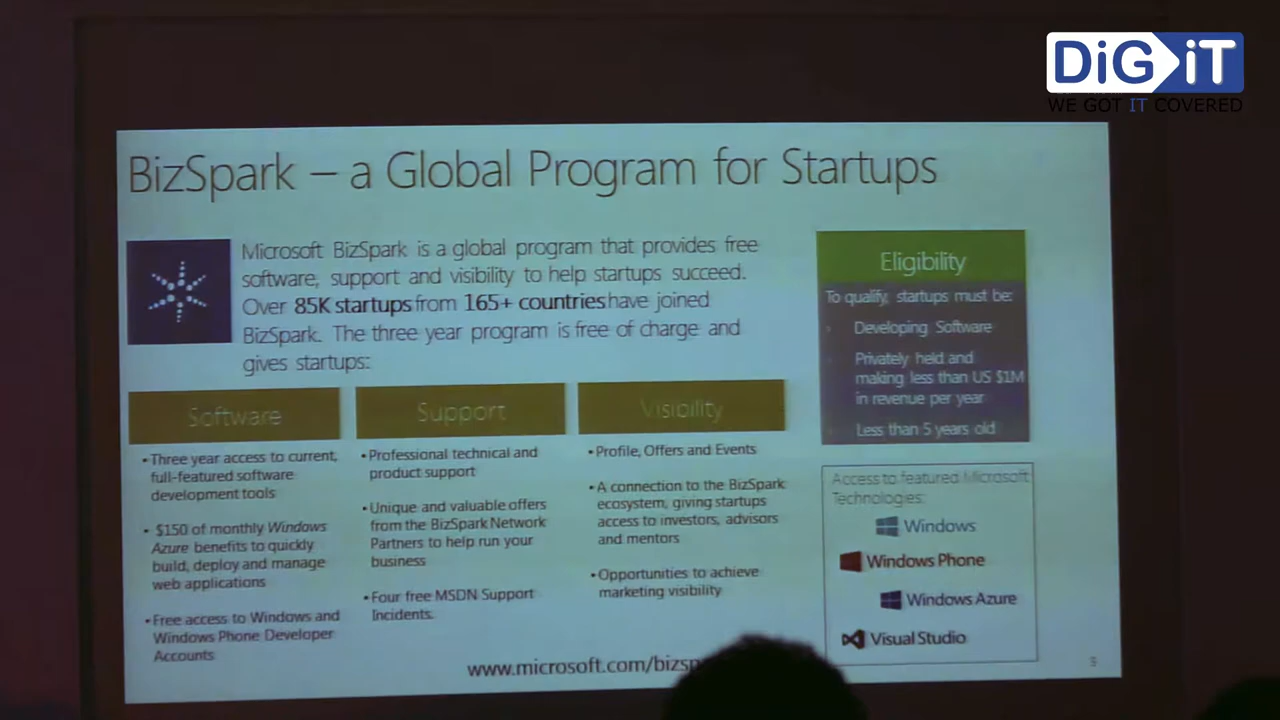 DiGiT
WE GOT IT COVERED
BizSpark – a Global Program for Startups
Microsoft BizSpark is a global program that provides free
software, support and visibility to help startups succeed.
Over 85K startups from 165+ countries have joined
BizSpark. The three year program is free of charge and
gives startups:
Software
•Three year access to current,
full-featured software
development tools
• $150 of monthly Windows
Azure benefits to quickly
build, deploy and manage
web applications
•Free access to Windows and
Windows Phone Developer
Accounts
Support
•Professional technical and
product support
•Unique and valuable offers
from the BizSpark Network
Partners to help run your
business
•Four free MSDN Support
Incidents.
Visibility
•Profile, Offers and Events
•A connection to the BizSpark
ecosystem, giving startups
access to investors, advisors
and mentors
•Opportunities to achieve
marketing visibility
Eligibility
To qualify, startups must be:
Developing Software
Privately held and
making less than US $1M
in revenue per year
Less than 5 years old
Access to featured Microsoft
Technologies:
Windows
Windows Phone
Windows Azure
Visual Studio
www.microsoft.com/bizsp
9